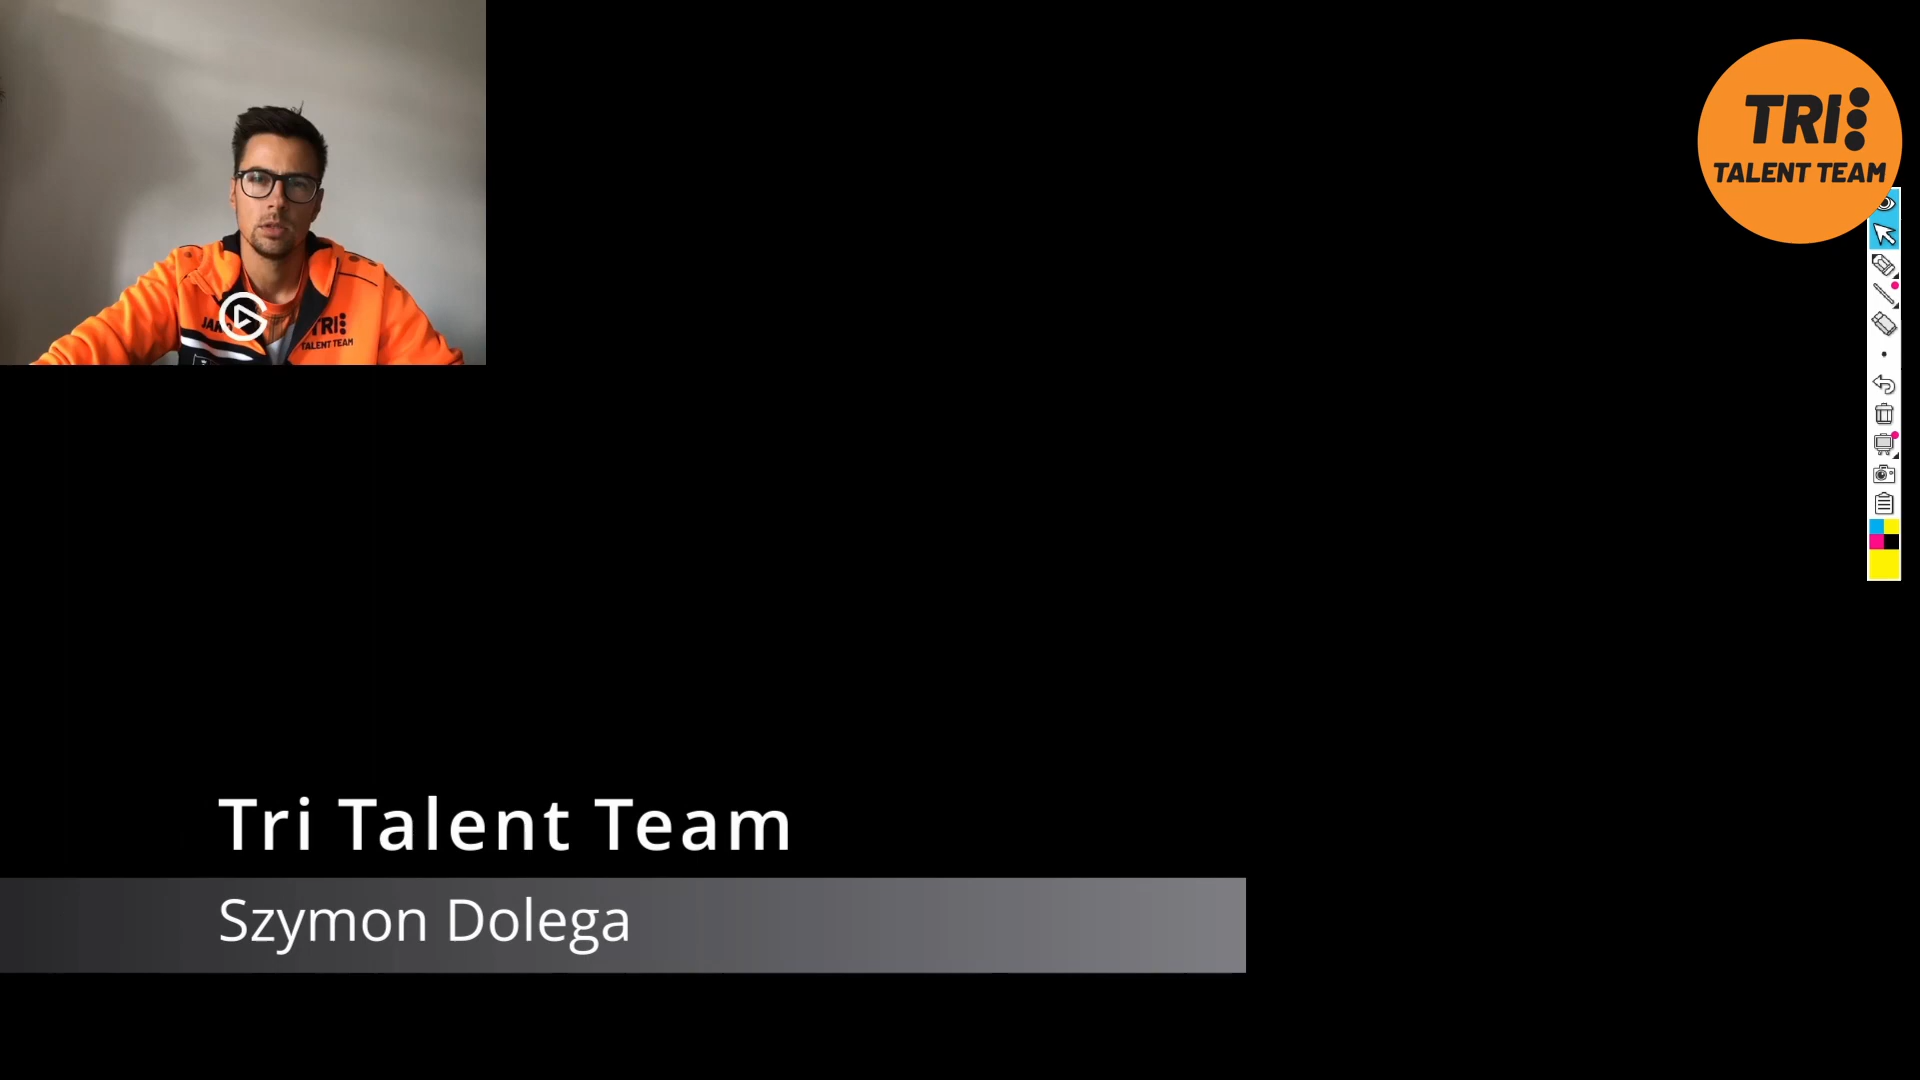 TRI
TALENT TEAM
TRI
TALENT TEAM
Tri Talent Team
Szymon Dolega